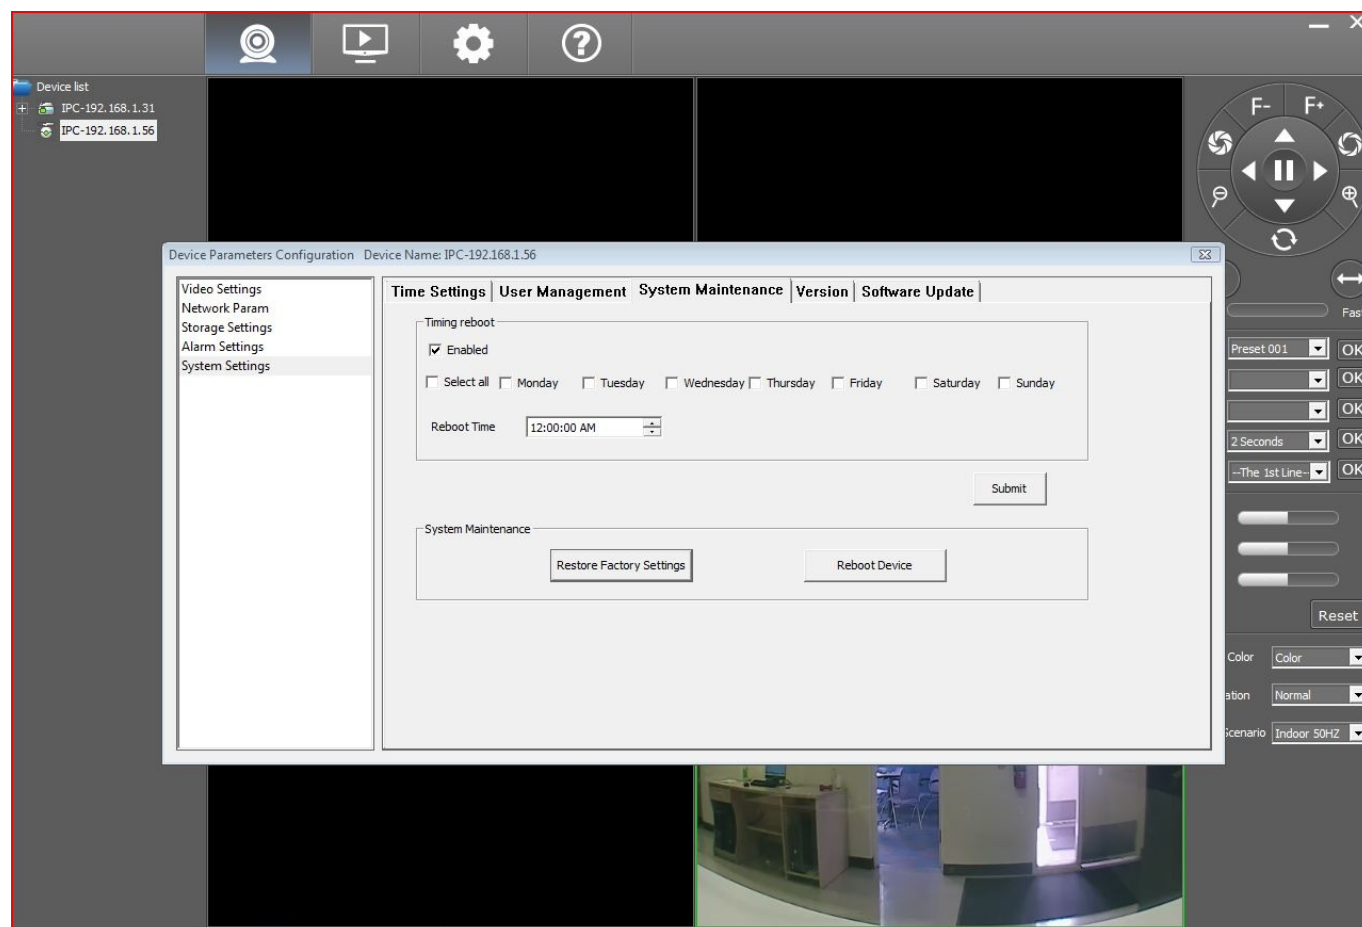 Device list
IPC-192.168.1.31
IPC-192.168.1.56
F- F+
Device Parameters Configuration Device Name: IPC-192.168.1.56
Video Settings
Network Param
Storage Settings
Alarm Settings
System Settings
Time Settings User Management System Maintenance Version Software Update
Timing reboot
Enabled
Select all Monday Tuesday Wednesday Thursday Friday Saturday Sunday
Reboot Time 12:00:00 AM
Submit
System Maintenance
Restore Factory Settings Reboot Device
Fas
Preset 001 OK
OK
OK
2 Seconds OK
--The 1st Line-- OK
Reset
Color Color
ation Normal
Scenario Indoor 50HZ